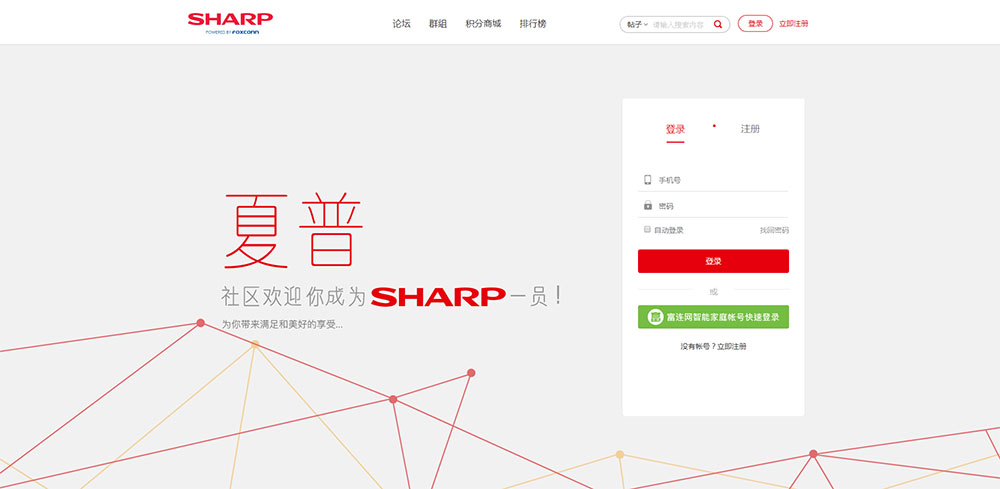 SHARP
POWERED BY FOXCONN
论坛 群组 积分商城 排行榜
帖子 请输入搜索内容
登录 立即注册
登录 注册
手机号
密码
自动登录 找回密码
登录
或
富连网智能家庭帐号快速登录
没有帐号？立即注册
夏普
社区欢迎你成为SHARP一员！
为你带来满足和美好的享受...